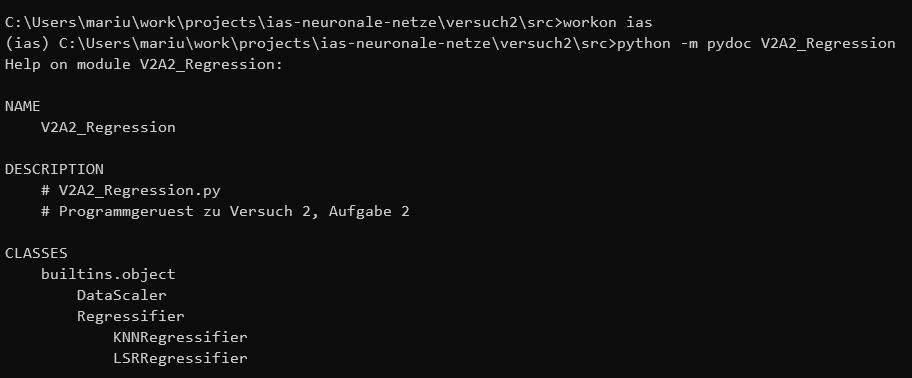 C:\Users\mariu\work\projects\ias-neuronale-netze\versuch2\src>workon ias
(ias) C:\Users\mariu\work\projects\ias-neuronale-netze\versuch2\src>python -m pydoc V2A2_Regression
Help on module V2A2_Regression:
NAME
V2A2_Regression
DESCRIPTION
# V2A2_Regression.py
# Programmgeruest zu Versuch 2, Aufgabe 2
CLASSES
builtins.object
DataScaler
Regressifier
KNNRegressifier
LSRRegressifier